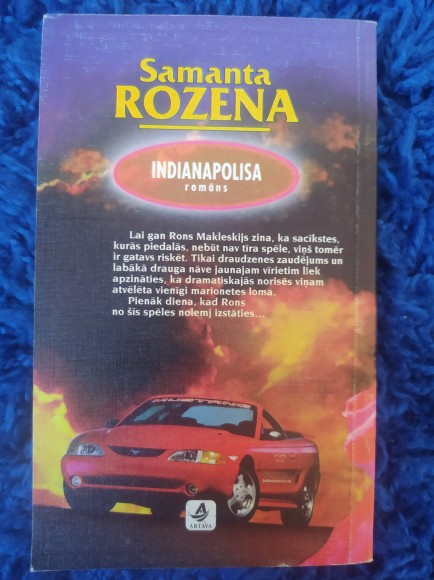 Samanta
ROZENA
INDIANAPOLISA
romāns
Lai gan Rons Makleskijs zina, ka sacīkstes,
kurās piedalās, nebūt nav tīra spēle, viņš tomēr
ir gatavs riskēt. Tikai draudzenes zaudējums un
labākā drauga nāve jaunajam vīrietim liek
apzināties, ka dramatiskajās norisēs viņam
atvēlēta vienīgi marionetes loma.
Pienāk diena, kad Rons
no šīs spēles nolemj izstāties...
MUSTANG
ARTAVA